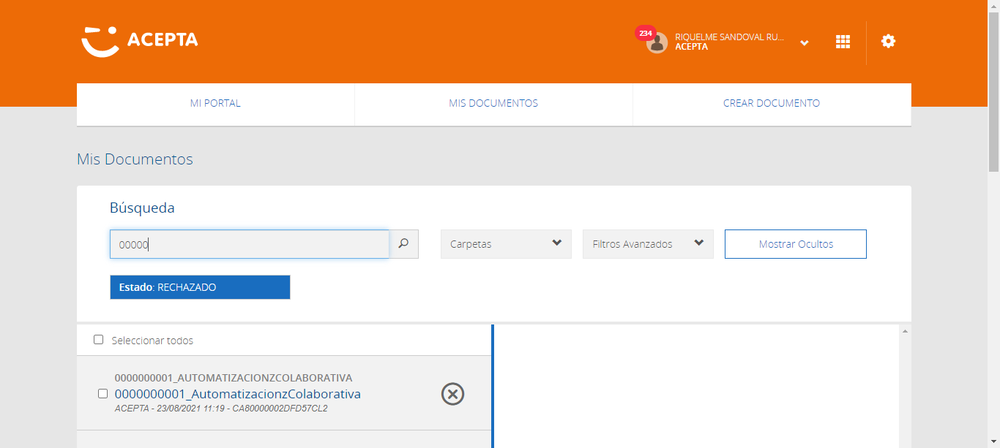 ACEPTA
234
RIQUELME SANDOVAL RU...
ACEPTA
MI PORTAL
MIS DOCUMENTOS
CREAR DOCUMENTO
Mis Documentos
Búsqueda
00000
Carpetas
Filtros Avanzados
Mostrar Ocultos
Estado: RECHAZADO
Seleccionar todos
0000000001_AUTOMATIZACIONZCOLABORATIVA
0000000001_AutomatizacionzColaborativa
ACEPTA - 23/08/2021 11:19 - CA80000002DFD57CL2